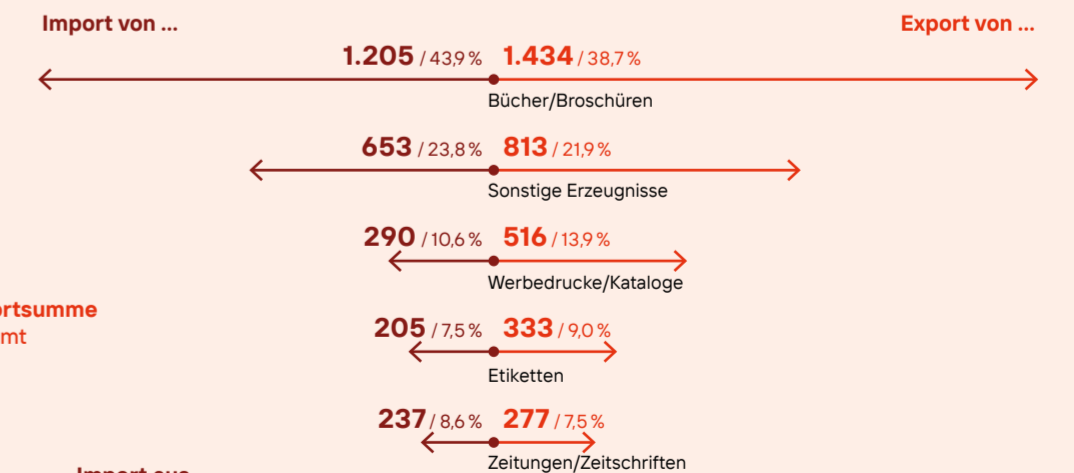 Import von ...
Export von ...
1.205 / 43,9 % 1.434 / 38,7 %
Bücher/Broschüren
653 / 23,8 % 813 / 21,9 %
Sonstige Erzeugnisse
290 / 10,6 % 516 / 13,9 %
Werbedrucke/Kataloge
ortsumme
mt
205 / 7,5 % 333 / 9,0 %
Etiketten
237 / 8,6 % 277 / 7,5 %
Zeitungen/Zeitschriften
Import aus